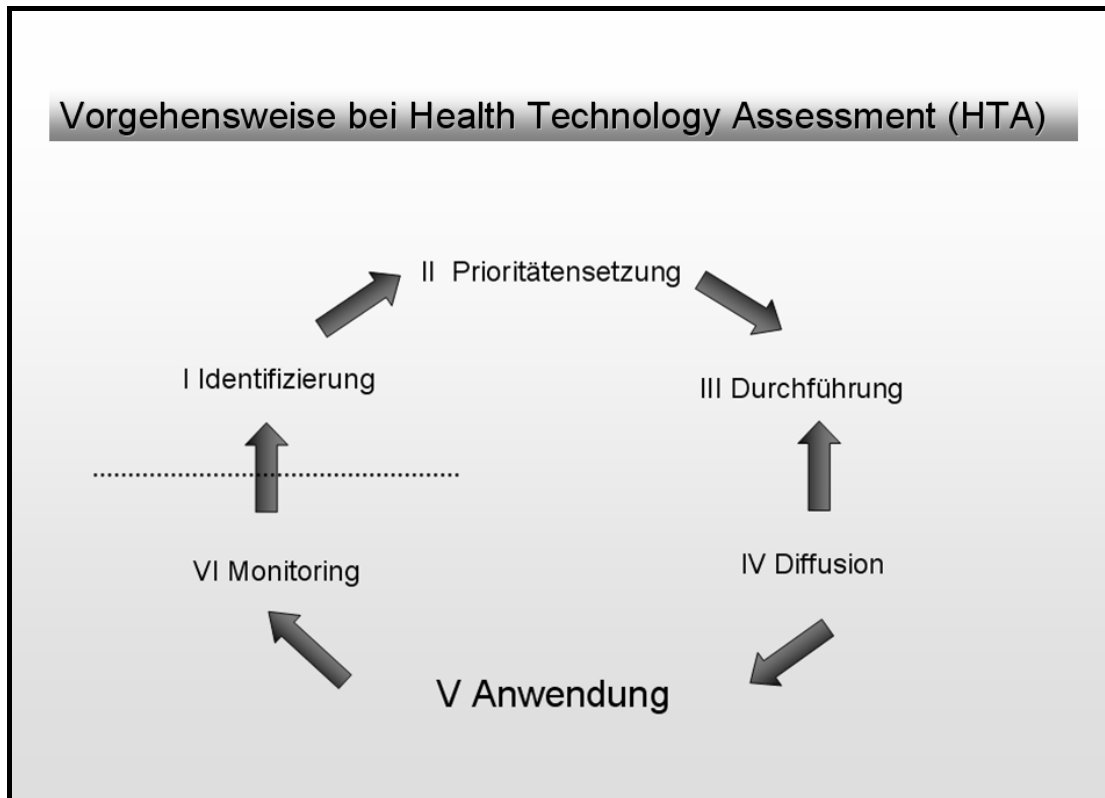 Vorgehensweise bei Health Technology Assessment (HTA)
II Prioritätensetzung
I Identifizierung
III Durchführung
VI Monitoring
IV Diffusion
V Anwendung